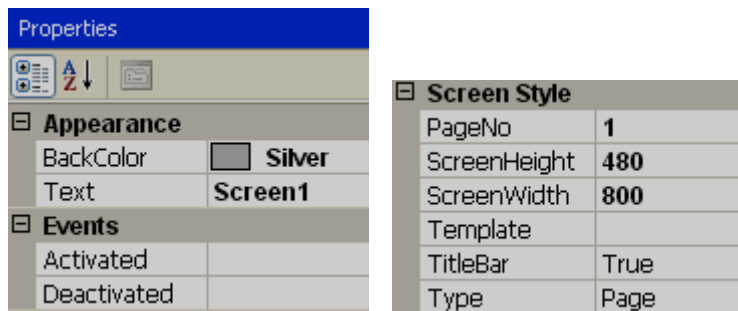 Properties
A
Z
Appearance
BackColor Silver
Text Screen1
Events
Activated
Deactivated
Screen Style
PageNo 1
ScreenHeight 480
ScreenWidth 800
Template
TitleBar True
Type Page